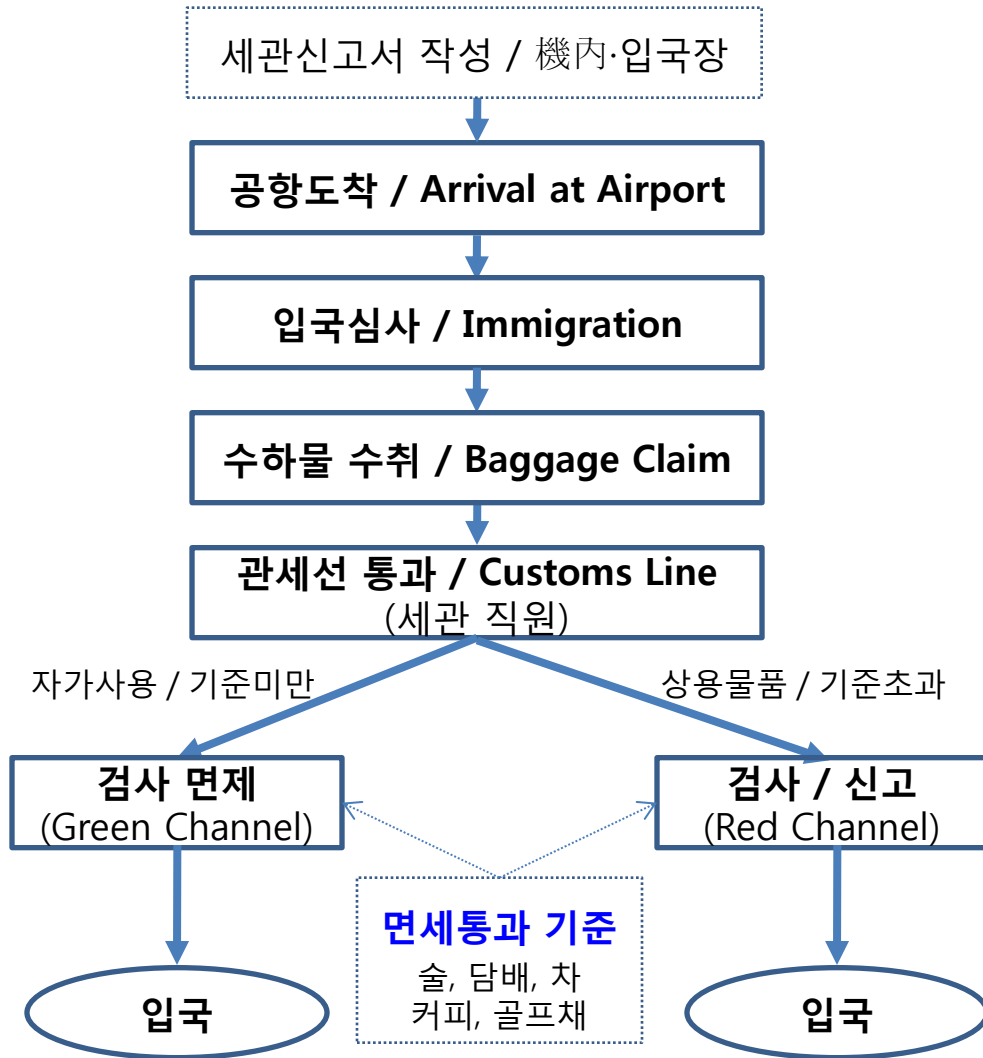 세관신고서 작성 / 機內·입국장
공항도착 / Arrival at Airport
입국심사 / Immigration
수하물 수취 / Baggage Claim
관세선 통과 / Customs Line
(세관 직원)
자가사용 / 기준미만
상용물품 / 기준초과
검사 면제
(Green Channel)
검사 / 신고
(Red Channel)
면세통과 기준
술, 담배, 차
커피, 골프채
입국
입국